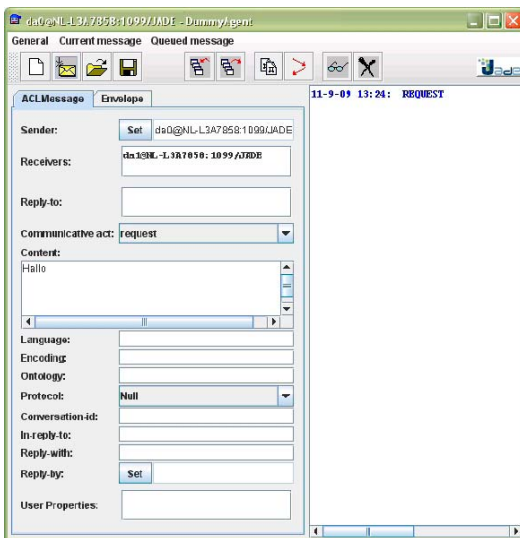 da0@NL-L3A7858:1099/JADE - DummyAgent
General Current message Queued message
Jade
ACLMessage Envelope
11-9-09 13:24: REQUEST
Sender: Set da0@NL-L3A7858:1099/JADE
Receivers: da1@NL-L3A7858:1099/JADE
Reply-to:
Communicative act: request
Content:
Hallo
Language:
Encoding:
Ontology:
Protocol: Null
Conversation-id:
In-reply-to:
Reply-with:
Reply-by: Set
User Properties: